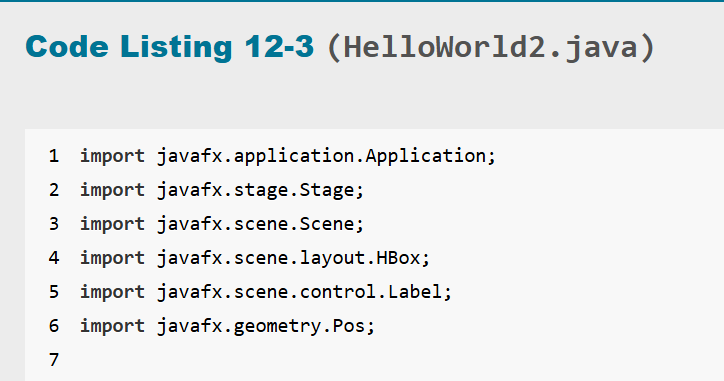 Code Listing 12-3 (HelloWorld2.java)
1 import javafx.application.Application;
2 import javafx.stage.Stage;
3 import javafx.scene.Scene;
4 import javafx.scene.layout.HBox;
5 import javafx.scene.control.Label;
6 import javafx.geometry.Pos;
7